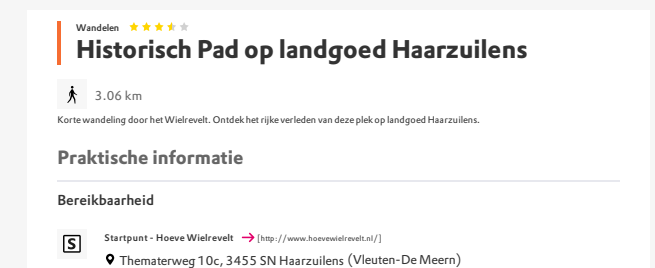 Wandelen
Historisch Pad op landgoed Haarzuilens
3.06 km
Korte wandeling door het Wielrevelt. Ontdek het rijke verleden van deze plek op landgoed Haarzuilens.
Praktische informatie
Bereikbaarheid
S
Startpunt - Hoeve Wielrevelt [http://www.hoevewielrevelt.nl/]
Thematerweg 10c, 3455 SN Haarzuilens (Vleuten-De Meern)